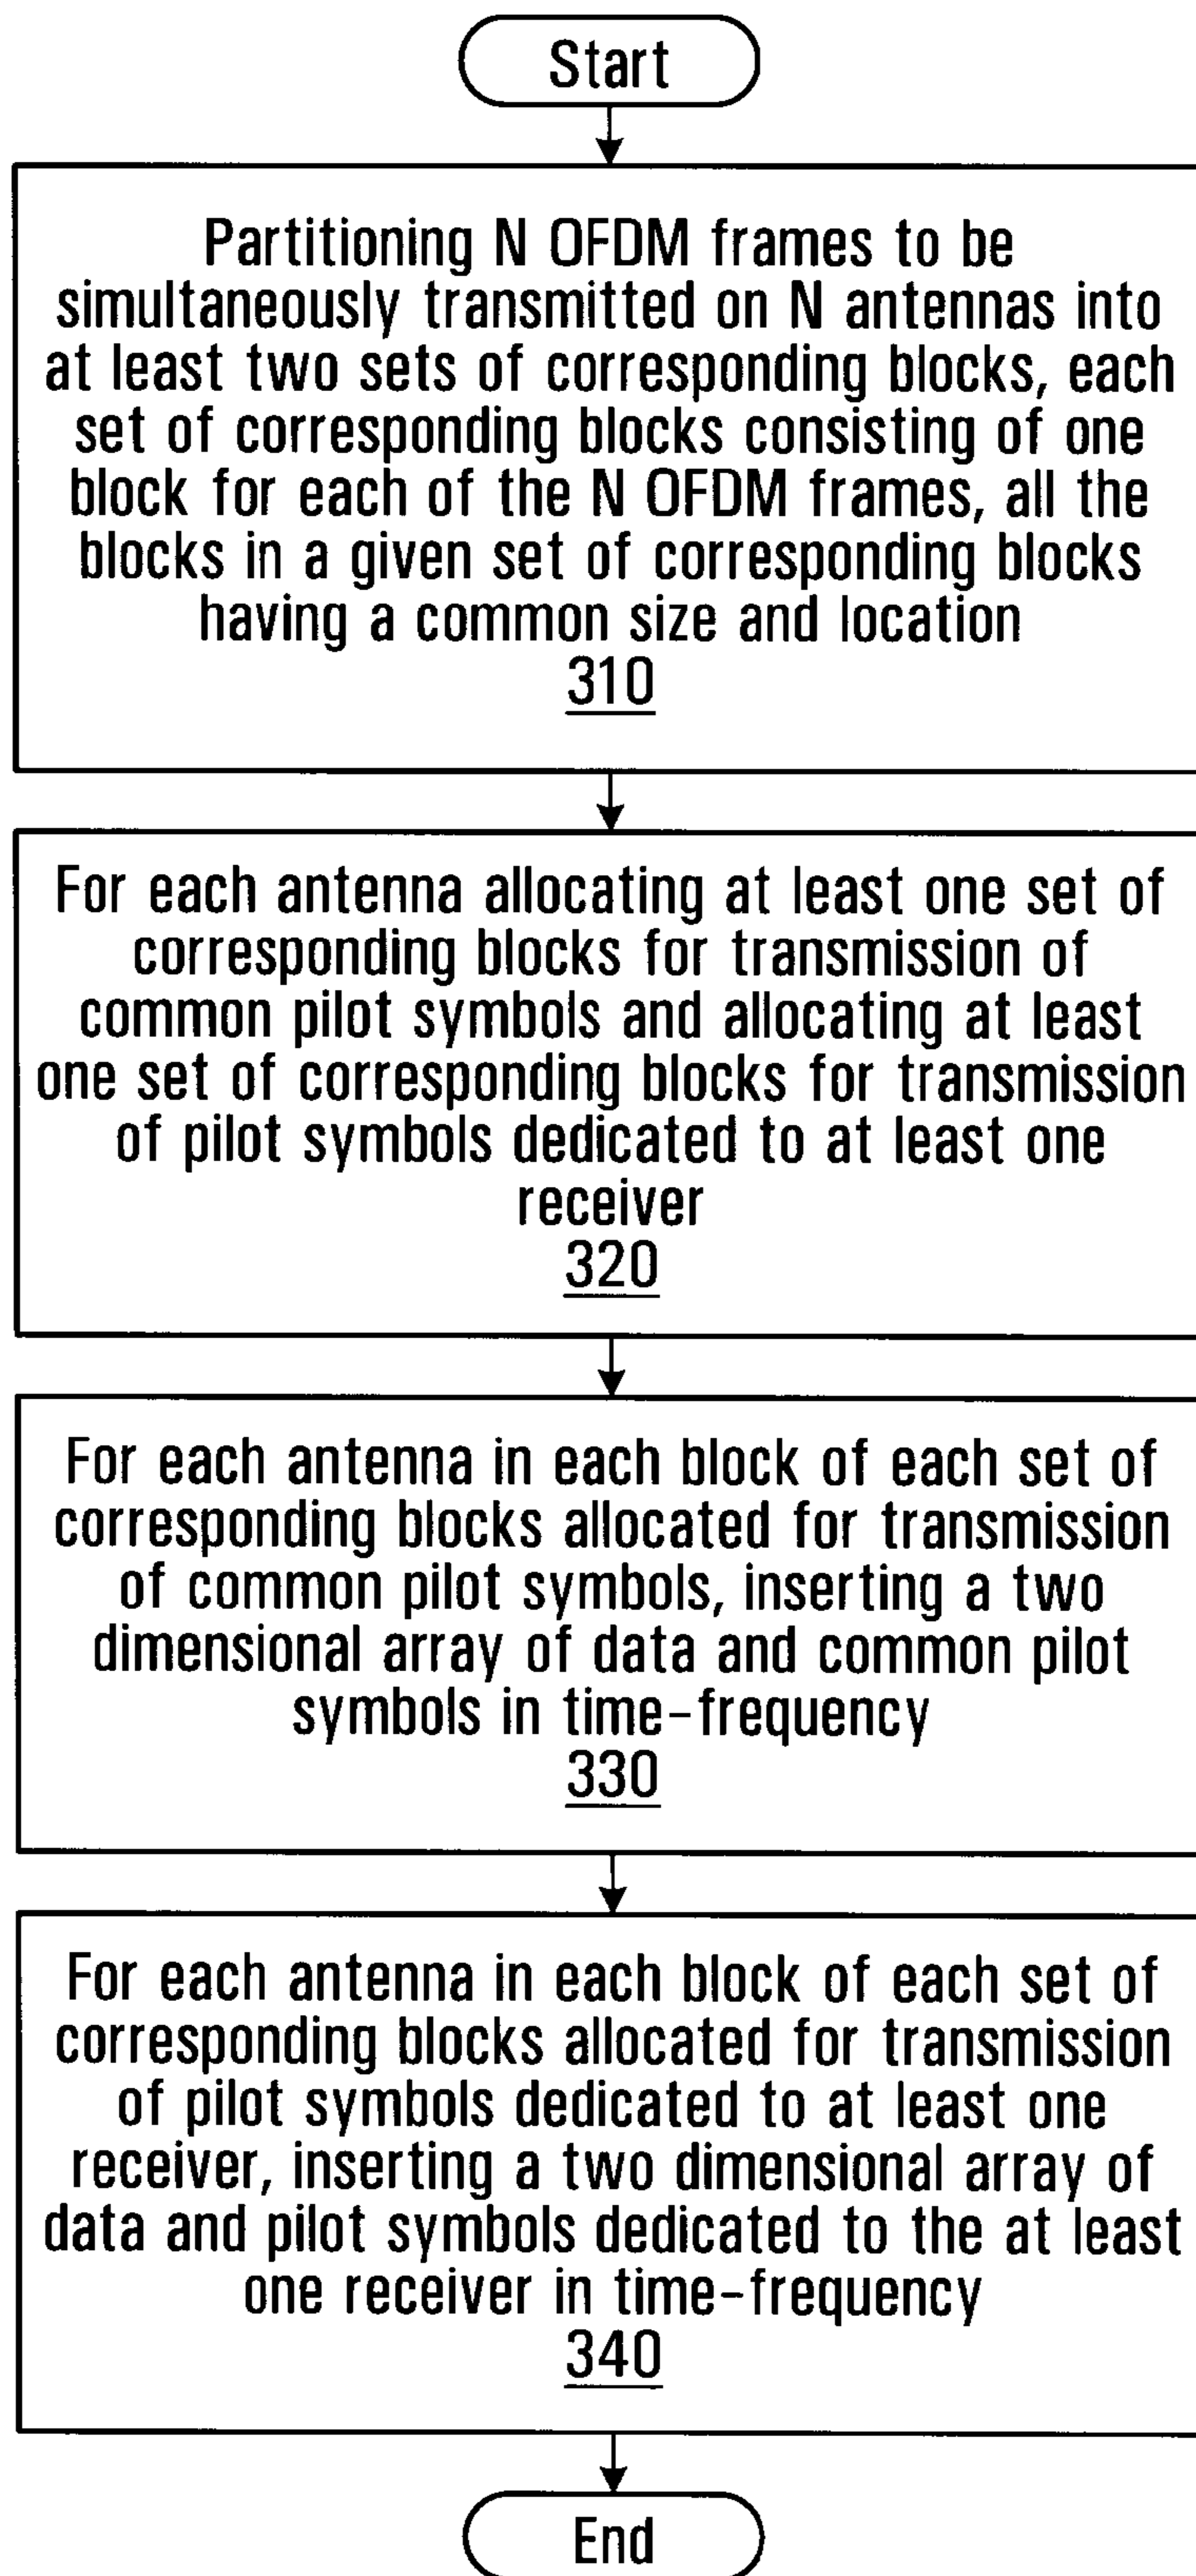 Start
Partitioning N OFDM frames to be
simultaneously transmitted on N antennas into
at least two sets of corresponding blocks, each
set of corresponding blocks consisting of one
block for each of the N OFDM frames, all the
blocks in a given set of corresponding blocks
having a common size and location
310
For each antenna allocating at least one set of
corresponding blocks for transmission of
common pilot symbols and allocating at least
one set of corresponding blocks for transmission
of pilot symbols dedicated to at least one
receiver
320
For each antenna in each block of each set of
corresponding blocks allocated for transmission
of common pilot symbols, inserting a two
dimensional array of data and common pilot
symbols in time-frequency
330
For each antenna in each block of each set of
corresponding blocks allocated for transmission
of pilot symbols dedicated to at least one
receiver, inserting a two dimensional array of
data and pilot symbols dedicated to the at least
one receiver in time-frequency
340
End